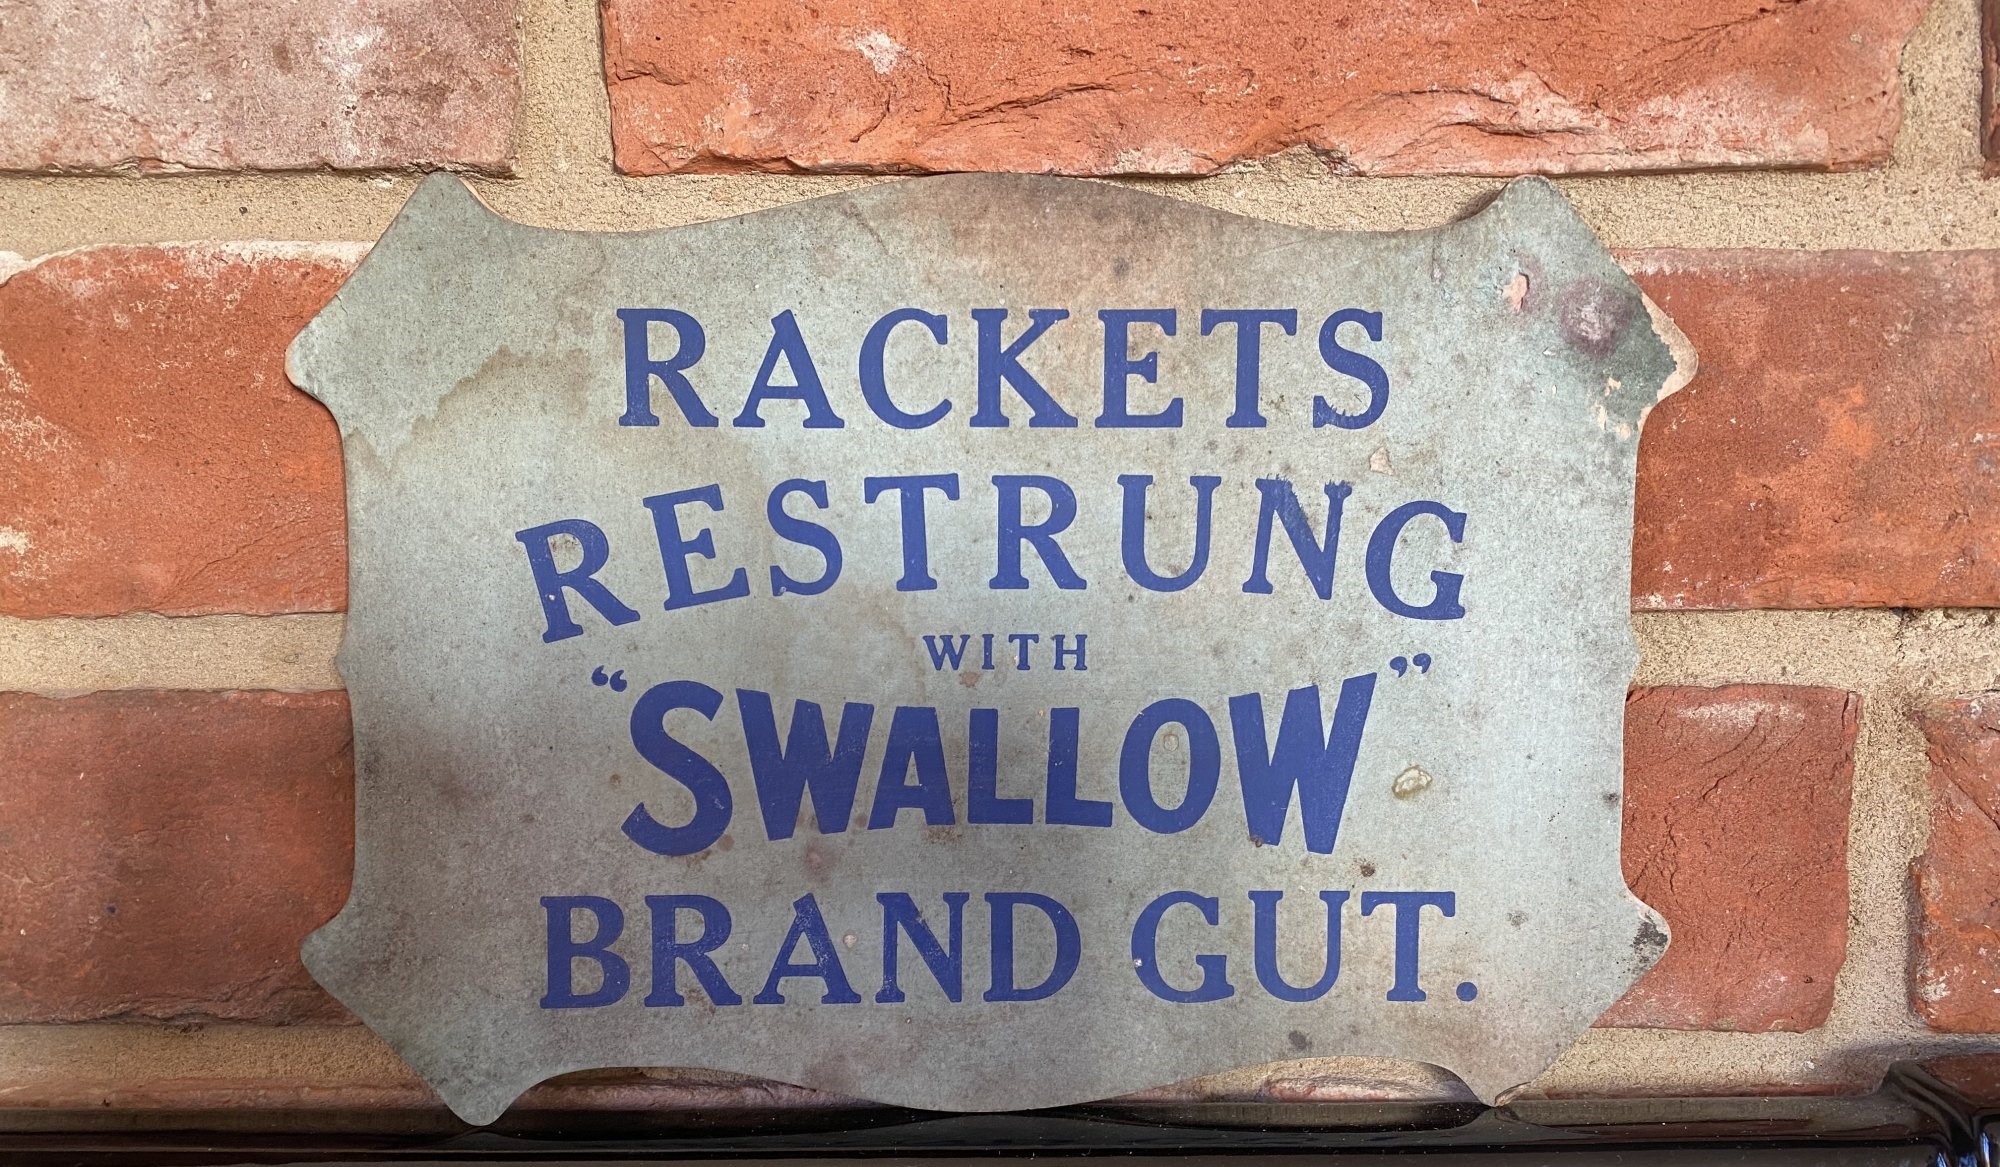 RACKETS
RESTRUNG
WITH
“SWALLOW”
BRAND GUT.